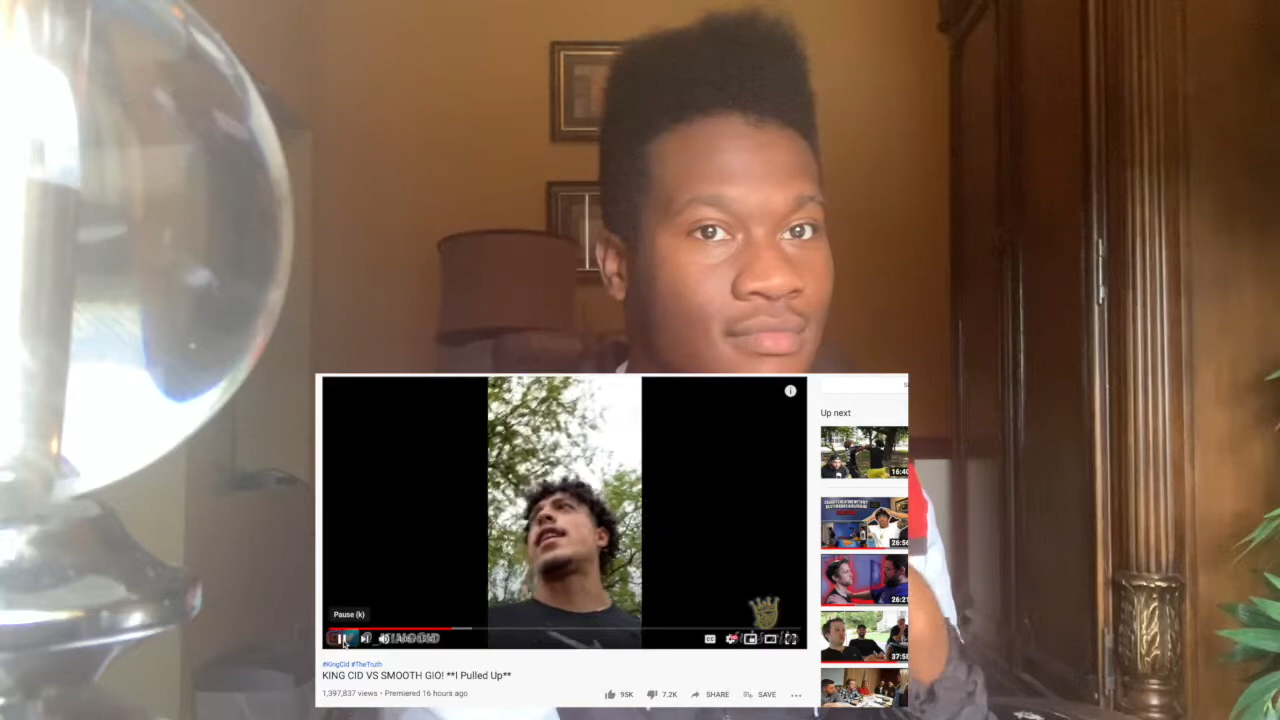 Up next
16:40
26:56
26:21
37:58
Pause (k)
#KingCid #TheTruth
KING CID VS SMOOTH GIO! **I Pulled Up**
1,397,837 views • Premiered 16 hours ago
95K
7.2K
SHARE
SAVE